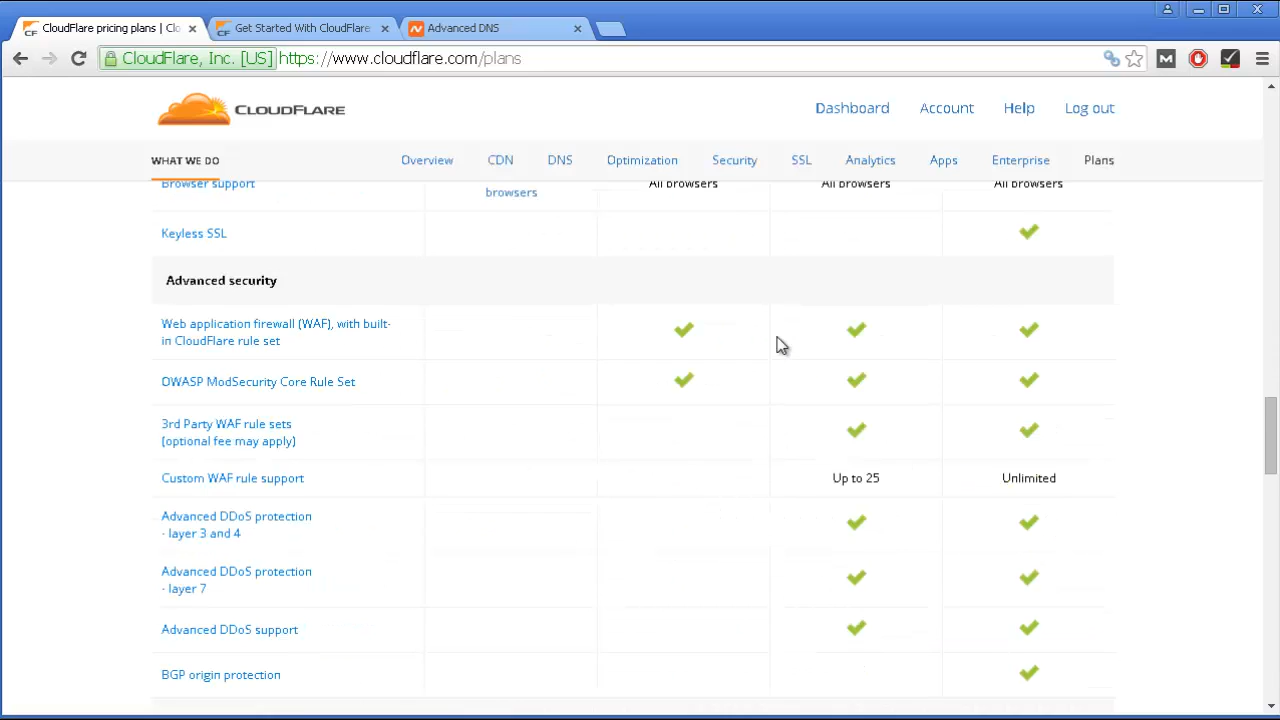 CloudFlare pricing plans | Clo
Get Started With CloudFlare
Advanced DNS
CloudFlare, Inc. [US] https://www.cloudflare.com/plans
CLOUDFLARE
Dashboard Account Help Log out
WHAT WE DO Overview CDN DNS Optimization Security SSL Analytics Apps Enterprise Plans
Browser support browsers All browsers All browsers All browsers
Keyless SSL
Advanced security
Web application firewall (WAF), with built-
in CloudFlare rule set
OWASP ModSecurity Core Rule Set
3rd Party WAF rule sets
(optional fee may apply)
Custom WAF rule support Up to 25 Unlimited
Advanced DDoS protection
- layer 3 and 4
Advanced DDoS protection
- layer 7
Advanced DDoS support
BGP origin protection